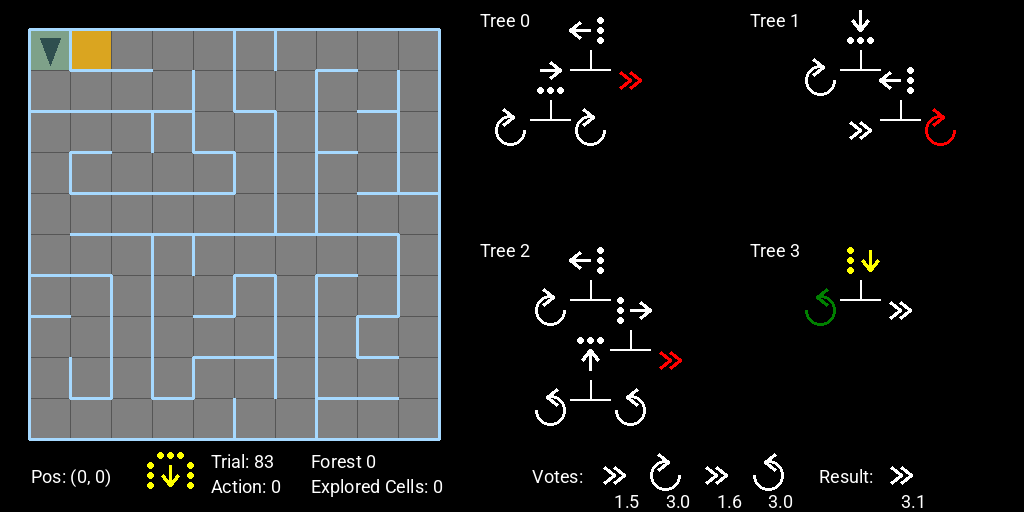 Tree 0
Tree 1
Tree 2
Tree 3
Pos: (0, 0)
Trial: 83
Forest 0
Action: 0
Explored Cells: 0
Votes:
Result:
1.5
3.0
1.6
3.0
3.1